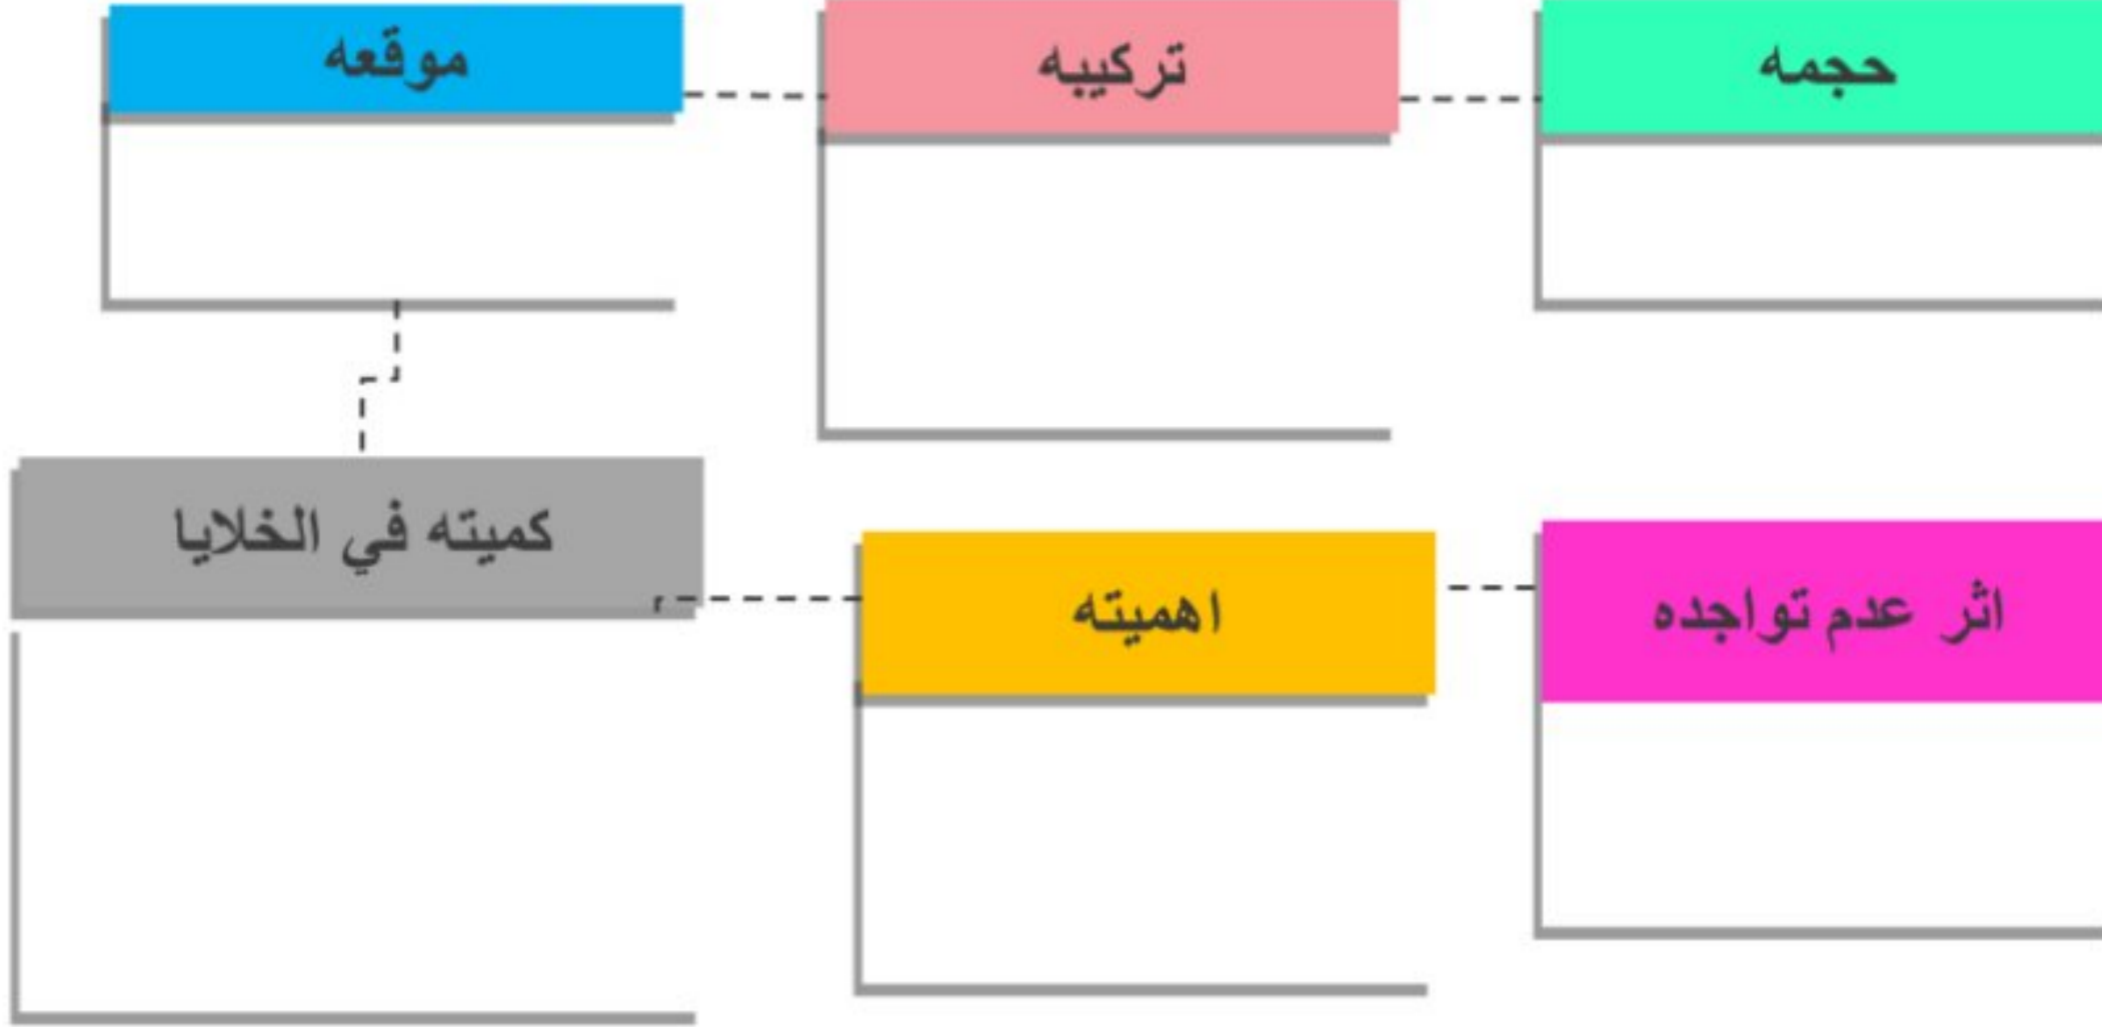 حجمه
تركيبه
موقعه
كميته في الخلايا
اهميته
اثر عدم تواجده